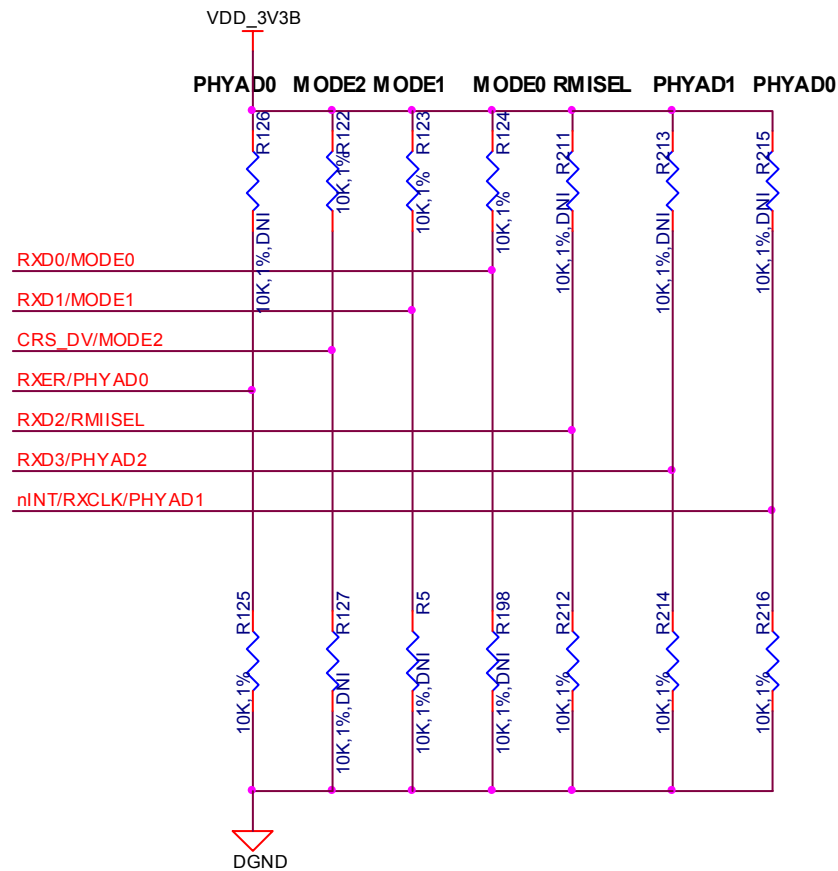 VDD_3V3B
PHYAD0 MODE2 MODE1 MODE0 RMISEL PHYAD1 PHYAD0
R126
10K,1%,DNI
R122
10K,1%
R123
10K,1%
R124
10K,1%
R211
10K,1%,DNI
R213
10K,1%,DNI
R215
10K,1%,DNI
RXD0/MODE0
RXD1/MODE1
CRS_DV/MODE2
RXER/PHYAD0
RXD2/RMIISEL
RXD3/PHYAD2
nINT/RXCLK/PHYAD1
R125
10K,1%
R127
10K,1%,DNI
R5
10K,1%,DNI
R198
10K,1%,DNI
R212
10K,1%
R214
10K,1%
R216
10K,1%
DGND